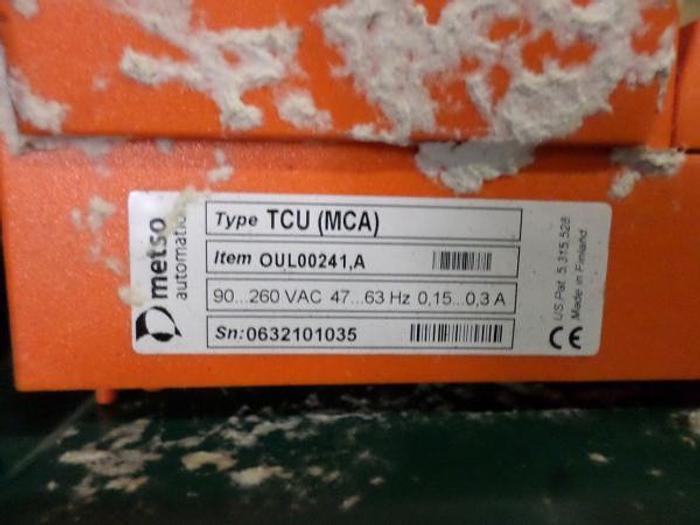 metso
automation
Type TCU (MCA)
Item OUL00241,A
90...260 VAC 47...63 Hz 0,15...0,3 A
Sn:0632101035
US Pat. 5,315,528
Made in Finland
CE